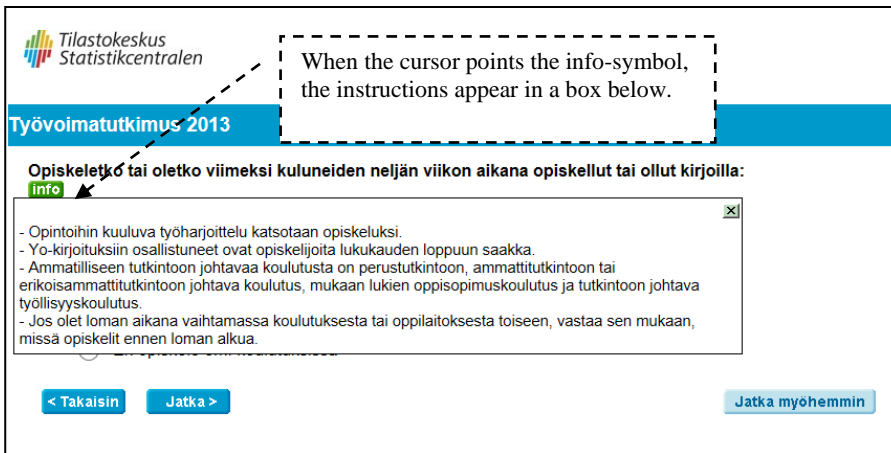 Tilastokeskus
Statistikcentralen
When the cursor points the info-symbol,
the instructions appear in a box below.
Työvoimatutkimus 2013
Opiskeletko tai oletko viimeksi kuluneiden neljän viikon aikana opiskellut tai ollut kirjoilla:
info
- Opintoihin kuuluva työharjoittelu katsotaan opiskeluksi.
- Yo-kirjoituksiin osallistuneet ovat opiskelijoita lukukauden loppuun saakka.
- Ammatilliseen tutkintoon johtavaa koulutusta on perustutkintoon, ammattitutkintoon tai
erikoisammattitutkintoon johtava koulutus, mukaan lukien oppisopimuskoulutus ja tutkintoon johtava
työllisyyskoulutus.
- Jos olet loman aikana vaihtamassa koulutuksesta tai oppilaitoksesta toiseen, vastaa sen mukaan,
missä opiskelit ennen loman alkua.
< Takaisin
Jatka >
Jatka myöhemmin